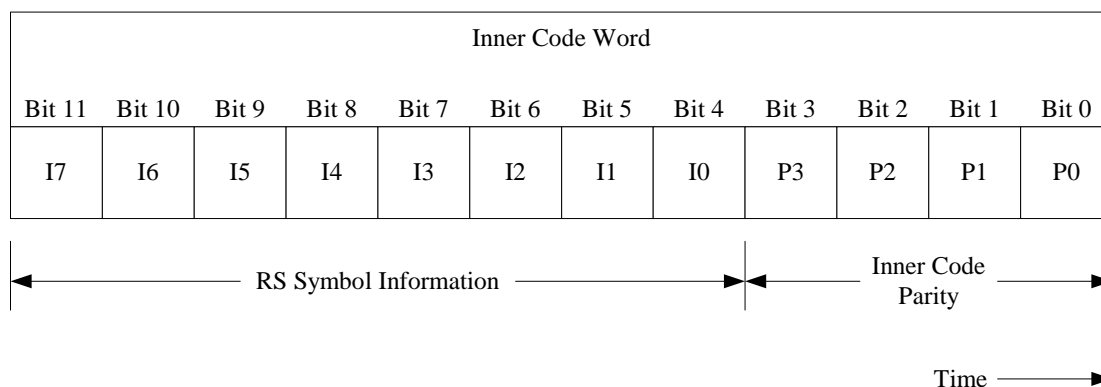 Inner Code Word
Bit 11 Bit 10 Bit 9 Bit 8 Bit 7 Bit 6 Bit 5 Bit 4 Bit 3 Bit 2 Bit 1 Bit 0
I7 I6 I5 I4 I3 I2 I1 I0 P3 P2 P1 P0
RS Symbol Information
Inner Code
Parity
Time